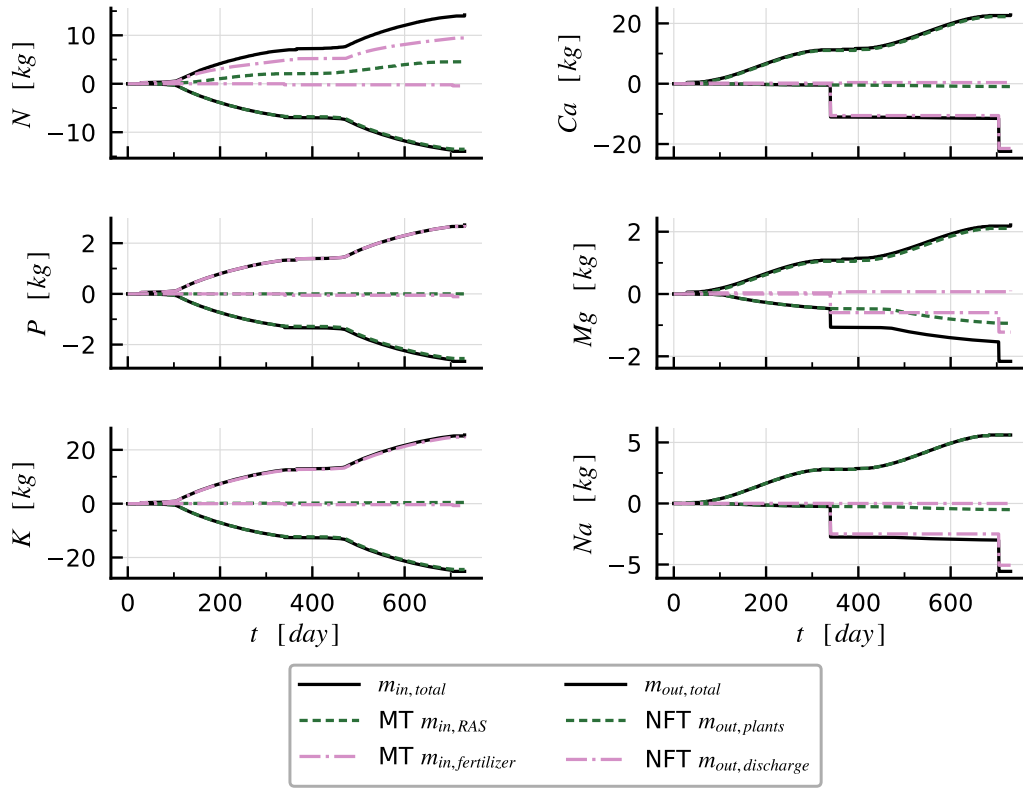 N [kg]
10
0
−10
Ca [kg]
20
0
−20
P [kg]
2
0
−2
Mg [kg]
2
0
−2
K [kg]
20
0
−20
Na [kg]
5
0
−5
0 200 400 600
t [day]
0 200 400 600
t [day]
m_in,total
MT m_in,RAS
MT m_in,fertilizer
m_out,total
NFT m_out,plants
NFT m_out,discharge